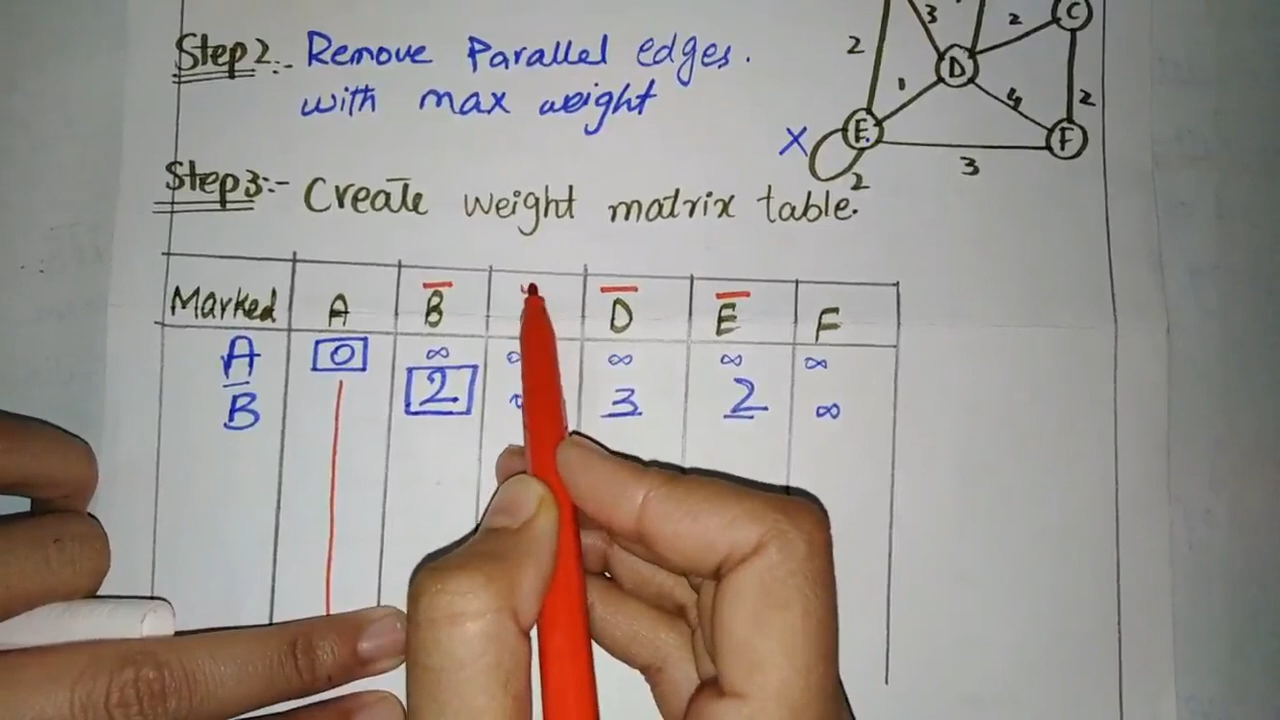 3
2
C
2
D
1
4
2
E
F
3
X
2
Step2:- Remove Parallel edges.
with max weight
Step3:- Create weight matrix table.
Marked A B D E F
A 0 ∞ ∞ ∞ ∞
B 2 3 2 ∞